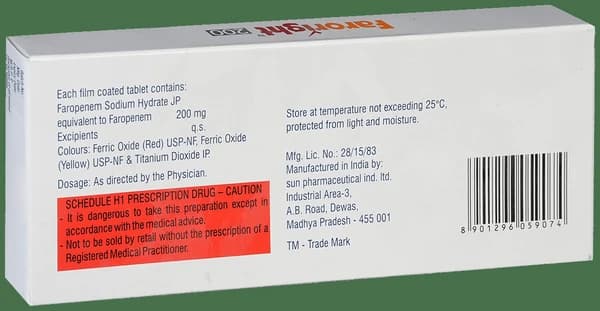 Faroright 200
Each film coated tablet contains:
Faropenem Sodium Hydrate JP
equivalent to Faropenem 200 mg
Excipients q.s.
Colours: Ferric Oxide (Red) USP-NF, Ferric Oxide
(Yellow) USP-NF & Titanium Dioxide IP.
Dosage: As directed by the Physician.
SCHEDULE H1 PRESCRIPTION DRUG – CAUTION
- It is dangerous to take this preparation except in
accordance with the medical advice.
- Not to be sold by retail without the prescription of a
Registered Medical Practitioner.
Store at temperature not exceeding 25°C,
protected from light and moisture.
Mfg. Lic. No.: 28/15/83
Manufactured in India by:
sun pharmaceutical ind. ltd.
Industrial Area-3,
A.B. Road, Dewas,
Madhya Pradesh - 455 001
TM - Trade Mark
8 901296 059074